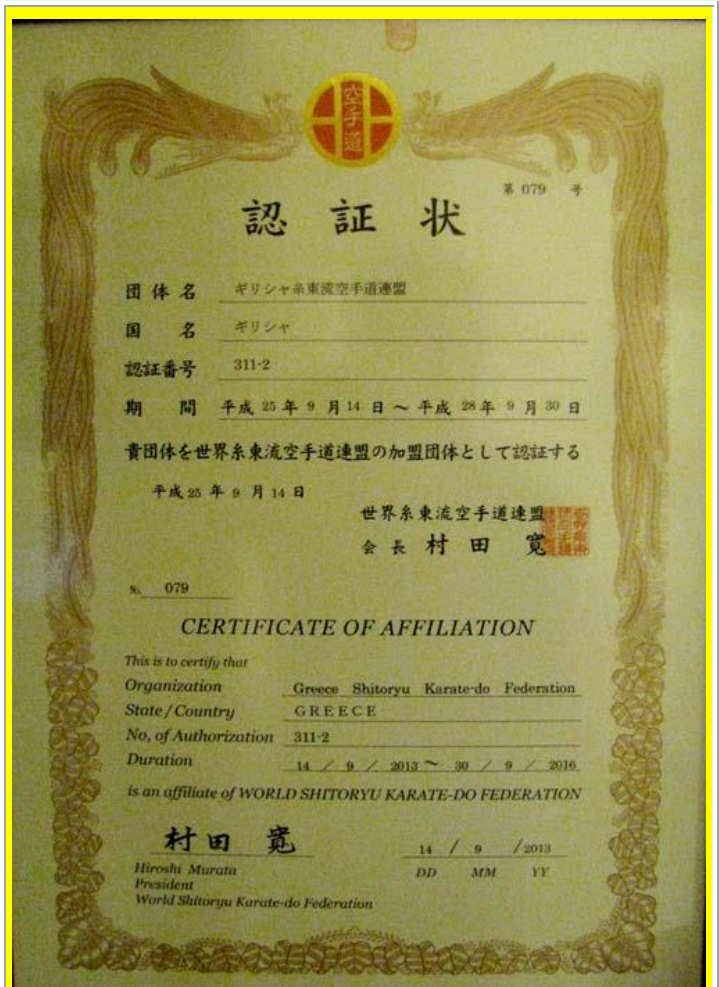 空手道
第 079 号
認証状
団体名 ギリシャ糸東流空手道連盟
国名 ギリシャ
認証番号 311-2
期間 平成 25 年 9 月 14 日 ～ 平成 28 年 9 月 30 日
貴団体を世界糸東流空手道連盟の加盟団体として認証する
平成 25 年 9 月 14 日
世界糸東流空手道連盟
会長 村田 寛
No. 079
CERTIFICATE OF AFFILIATION
This is to certify that
Organization Greece Shitoryu Karate-do Federation
State / Country GREECE
No, of Authorization 311-2
Duration 14 / 9 / 2013 ~ 30 / 9 / 2016
is an affiliate of WORLD SHITORYU KARATE-DO FEDERATION
村田 寛 14 / 9 / 2013
Hiroshi Murata DD MM YY
President
World Shitoryu Karate-do Federation